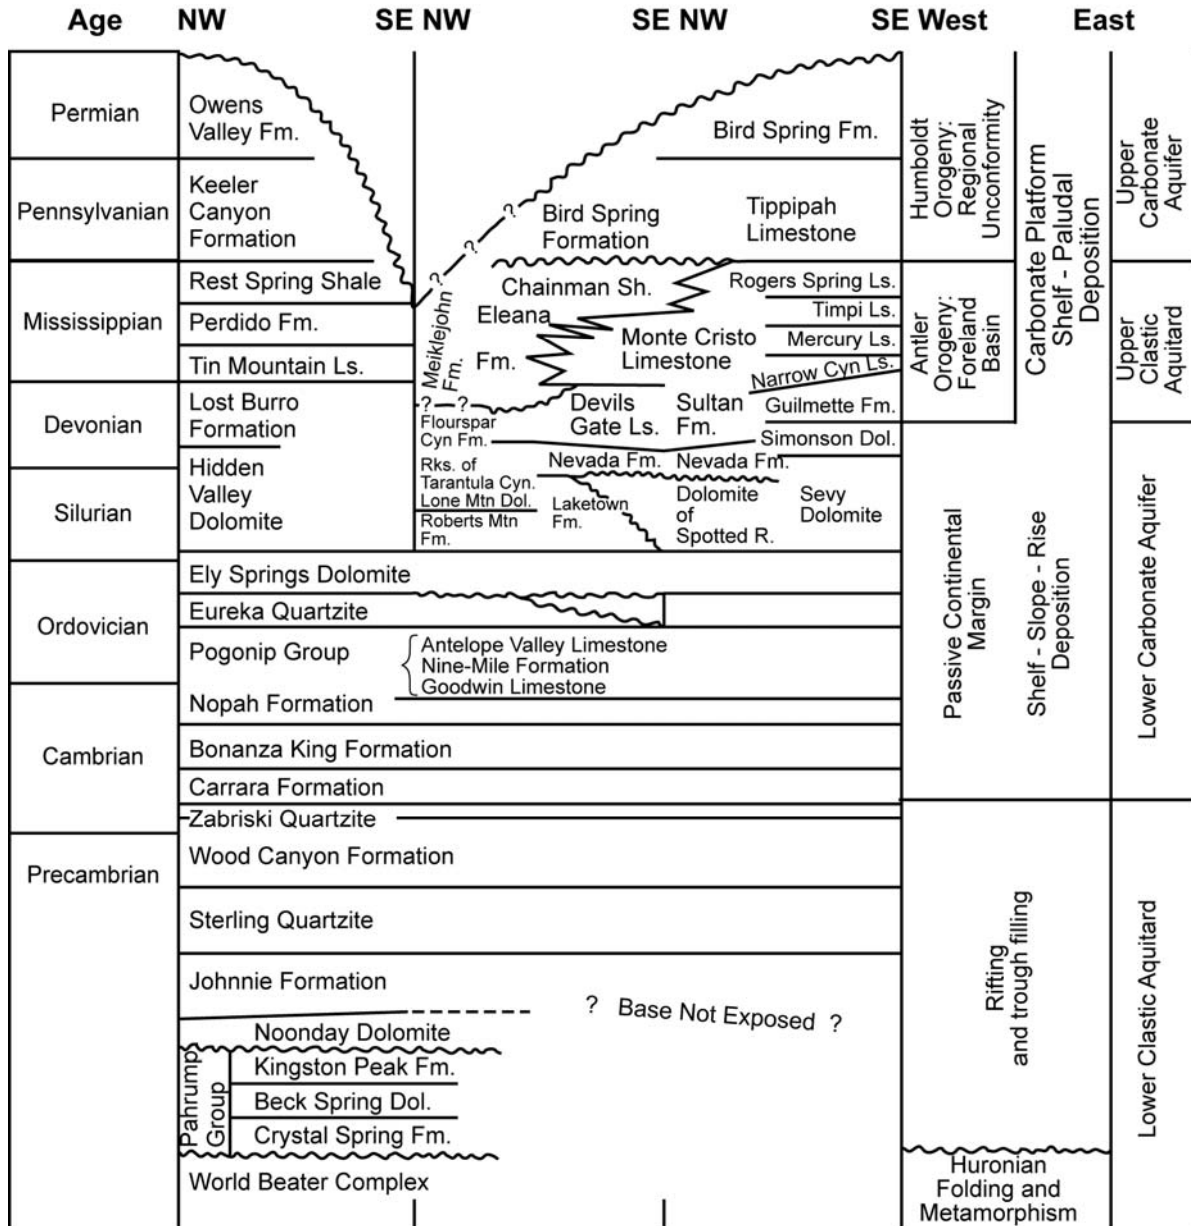 Age NW SE NW SE NW SE West East
Permian
Pennsylvanian
Mississippian
Devonian
Silurian
Ordovician
Cambrian
Precambrian
Owens
Valley Fm.
Keeler
Canyon
Formation
Rest Spring Shale
Perdido Fm.
Tin Mountain Ls.
Lost Burro
Formation
Hidden
Valley
Dolomite
Bird Spring Fm.
Bird Spring
Formation
Tippipah
Limestone
? ? ?
Meiklejohn
Fm.
Chainman Sh.
Eleana
Fm.
Monte Cristo
Limestone
Rogers Spring Ls.
Timpi Ls.
Mercury Ls.
Narrow Cyn Ls.
? ?
Flourspar
Cyn Fm.
Devils
Gate Ls.
Sultan
Fm.
Guilmette Fm.
Simonson Dol.
Rks. of
Tarantula Cyn.
Lone Mtn Dol.
Roberts Mtn
Fm.
Nevada Fm. Nevada Fm.
Laketown
Fm.
Dolomite
of
Spotted R.
Sevy
Dolomite
Ely Springs Dolomite
Eureka Quartzite
Pogonip Group
Antelope Valley Limestone
Nine-Mile Formation
Goodwin Limestone
Nopah Formation
Bonanza King Formation
Carrara Formation
Zabriski Quartzite
Wood Canyon Formation
Sterling Quartzite
Johnnie Formation
? Base Not Exposed ?
Noonday Dolomite
Pahrump
Group
Kingston Peak Fm.
Beck Spring Dol.
Crystal Spring Fm.
World Beater Complex
Humboldt
Orogeny:
Regional
Unconformity
Antler
Orogeny:
Foreland
Basin
Passive Continental
Margin
Carbonate Platform
Shelf - Paludal
Deposition
Shelf - Slope - Rise
Deposition
Rifting
and trough filling
Huronian
Folding and
Metamorphism
Upper
Carbonate
Aquifer
Upper
Clastic
Aquitard
Lower Carbonate Aquifer
Lower Clastic Aquitard